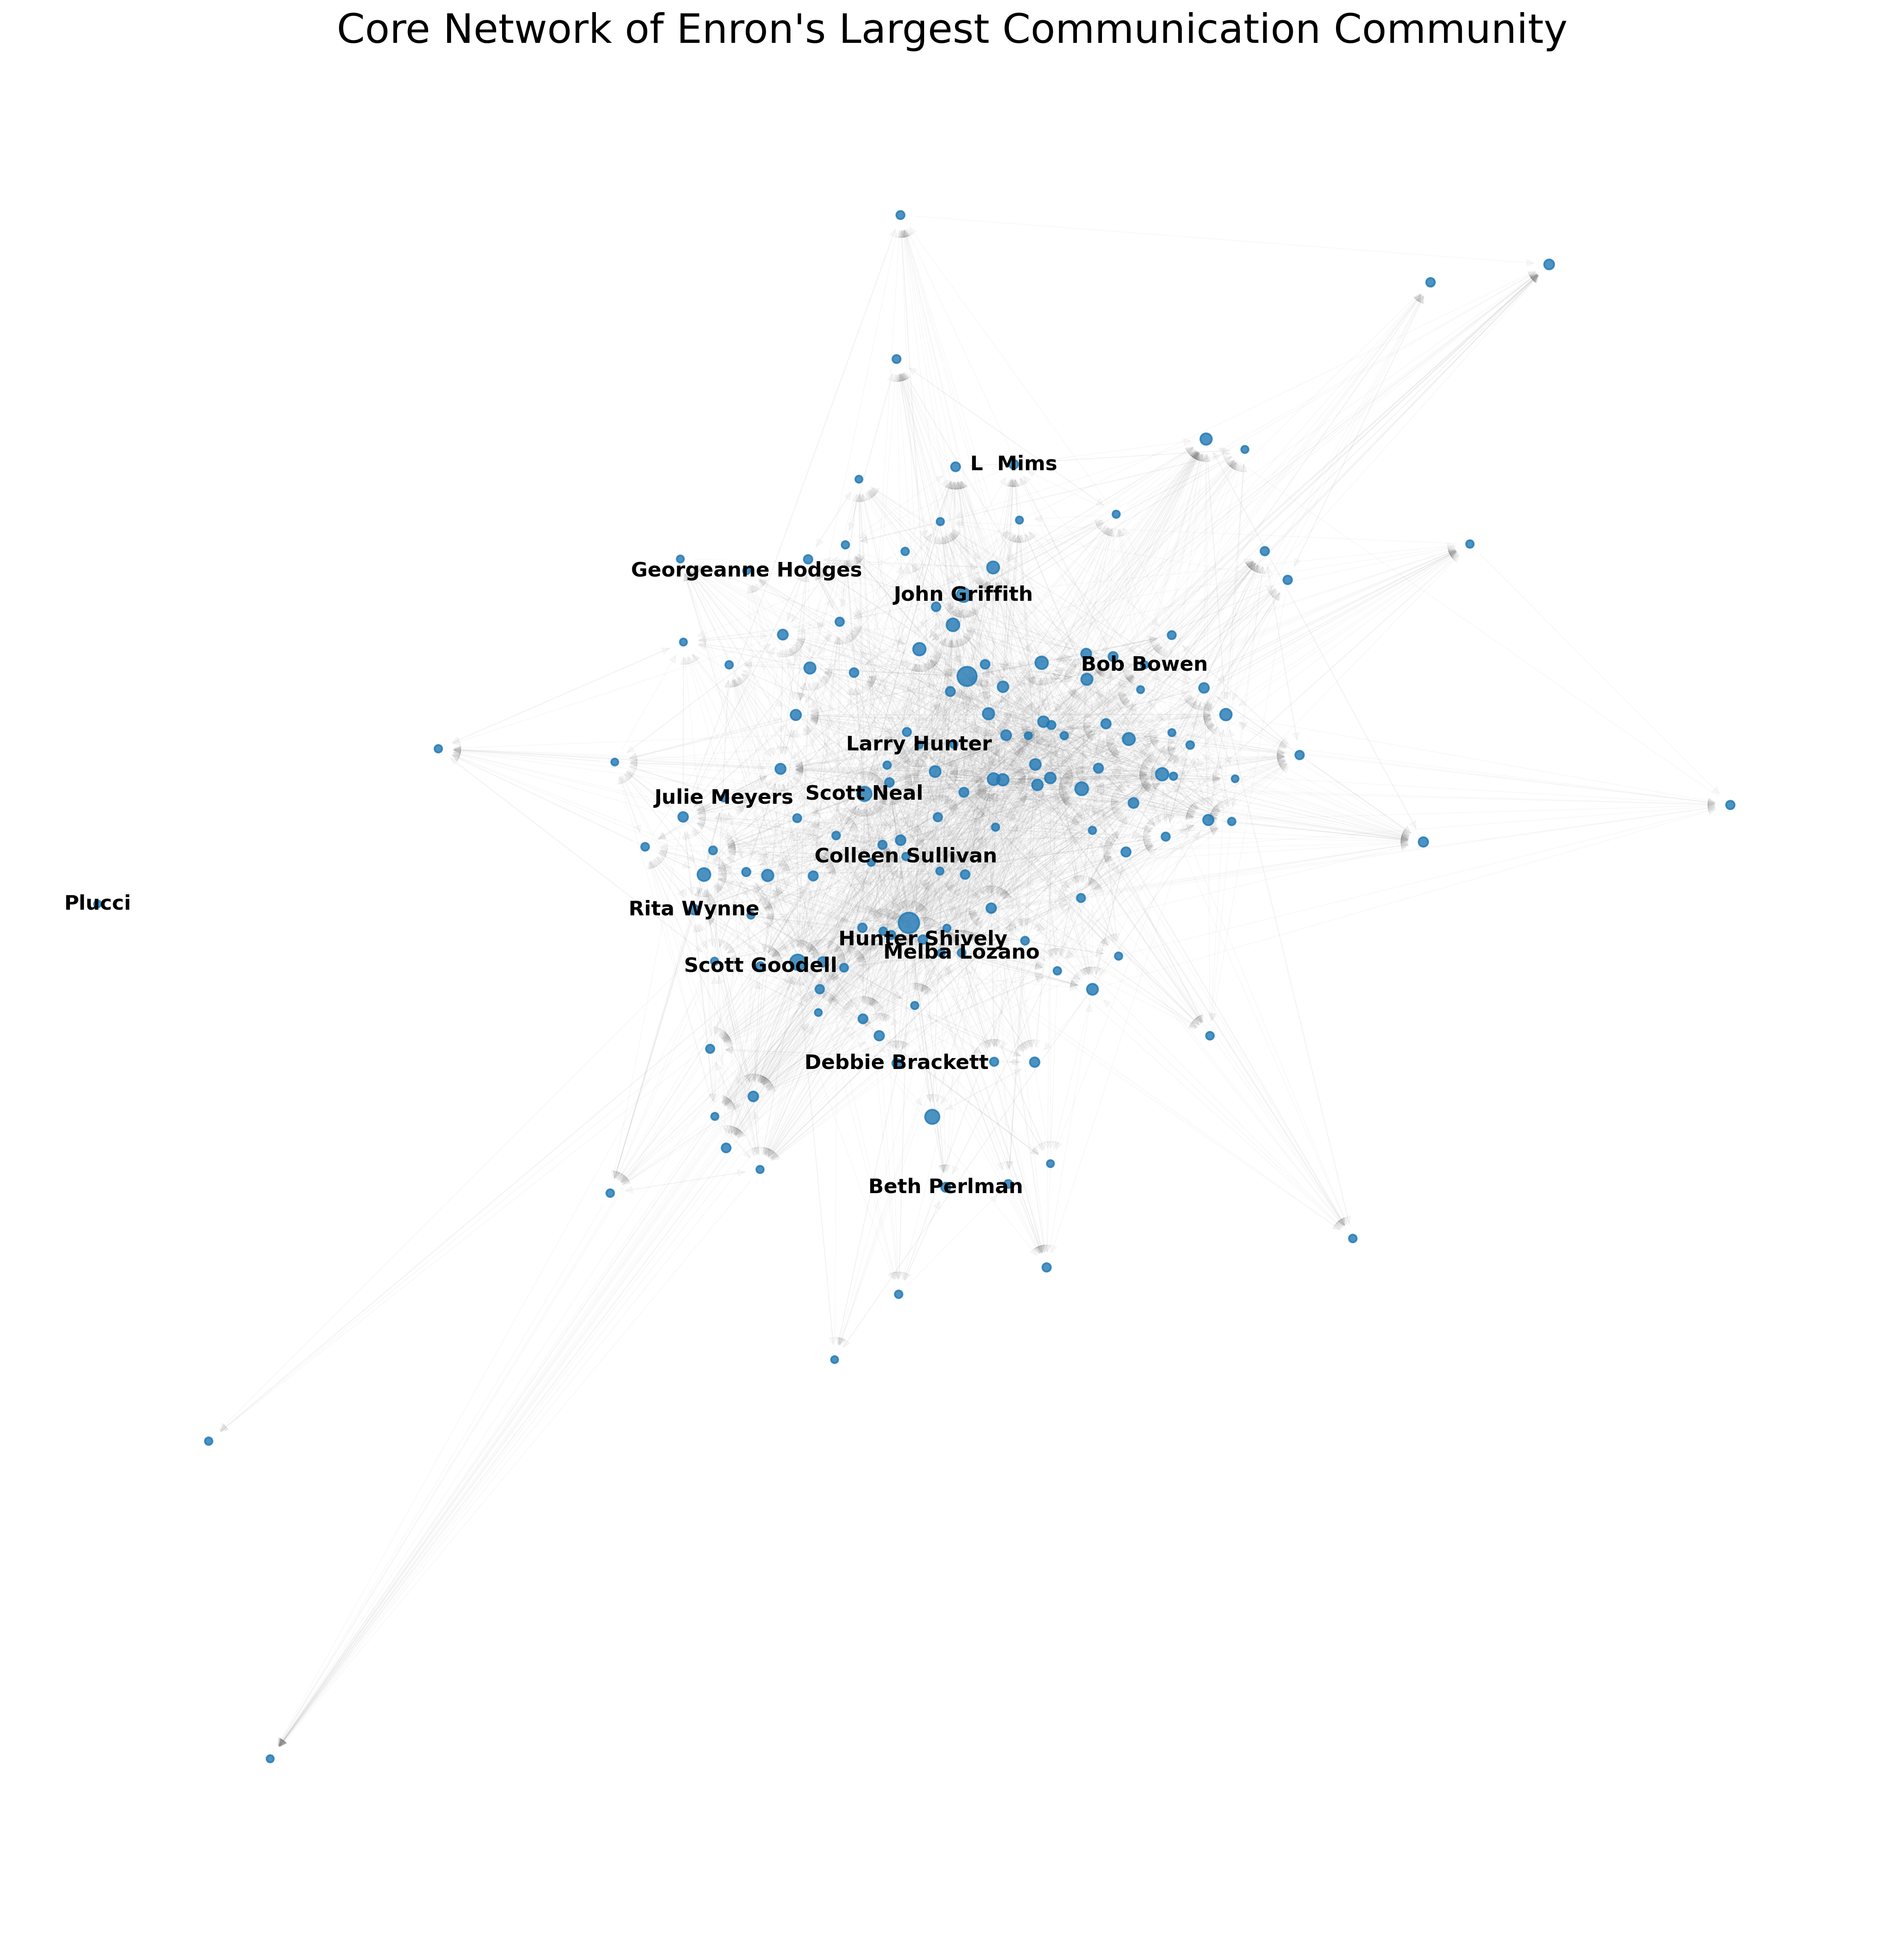 Core Network of Enron's Largest Communication Community
L  Mims
Georgeanne Hodges
John Griffith
Bob Bowen
Larry Hunter
Julie Meyers
Scott Neal
Colleen Sullivan
Plucci
Rita Wynne
Hunter Shively
Melba Lozano
Scott Goodell
Debbie Brackett
Beth Perlman